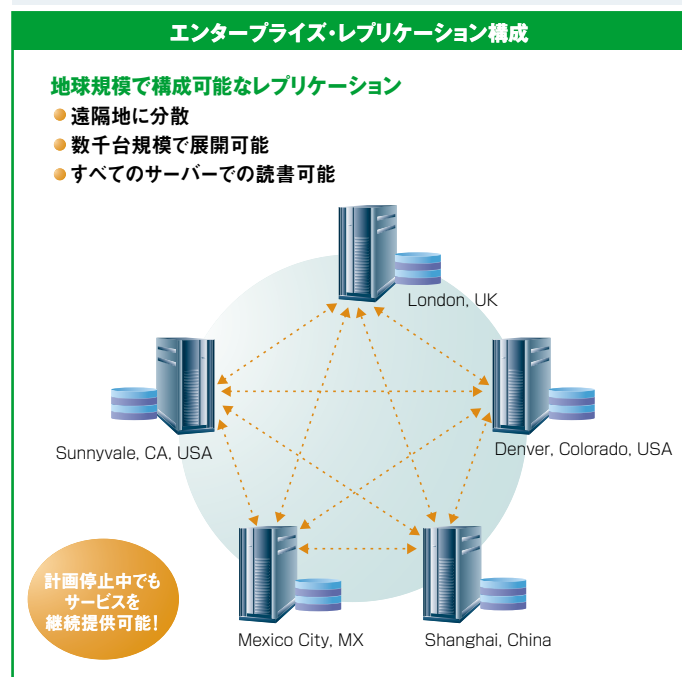 エンタープライズ・レプリケーション構成
地球規模で構成可能なレプリケーション
遠隔地に分散
数千台規模で展開可能
すべてのサーバーでの読書可能
London, UK
Sunnyvale, CA, USA
Denver, Colorado, USA
計画停止中でも
サービスを
継続提供可能!
Mexico City, MX
Shanghai, China